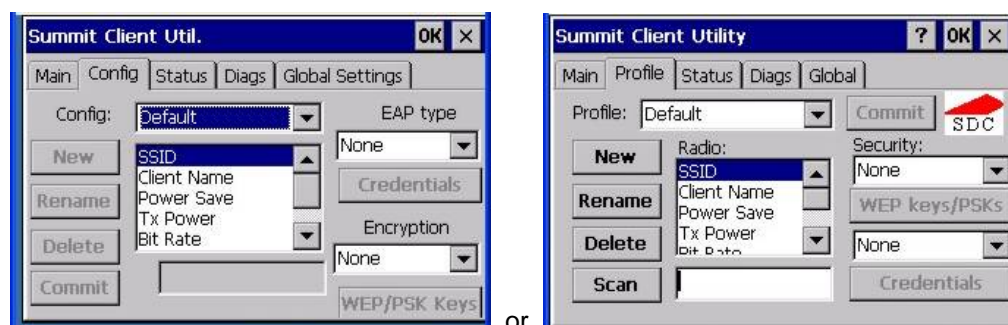 Summit Client Util. OK ×
Main Config Status Diags Global Settings
Config: Default EAP type
None
New
SSID
Client Name
Power Save
Tx Power
Bit Rate
Credentials
Rename
Encryption
Delete
None
Commit
WEP/PSK Keys
or
Summit Client Utility ? OK ×
Main Profile Status Diags Global
Profile: Default Commit SDC
Radio: Security:
New
SSID
Client Name
Power Save
Tx Power
Bit Rate
None
Rename
WEP keys/PSKs
Delete
None
Scan
Credentials